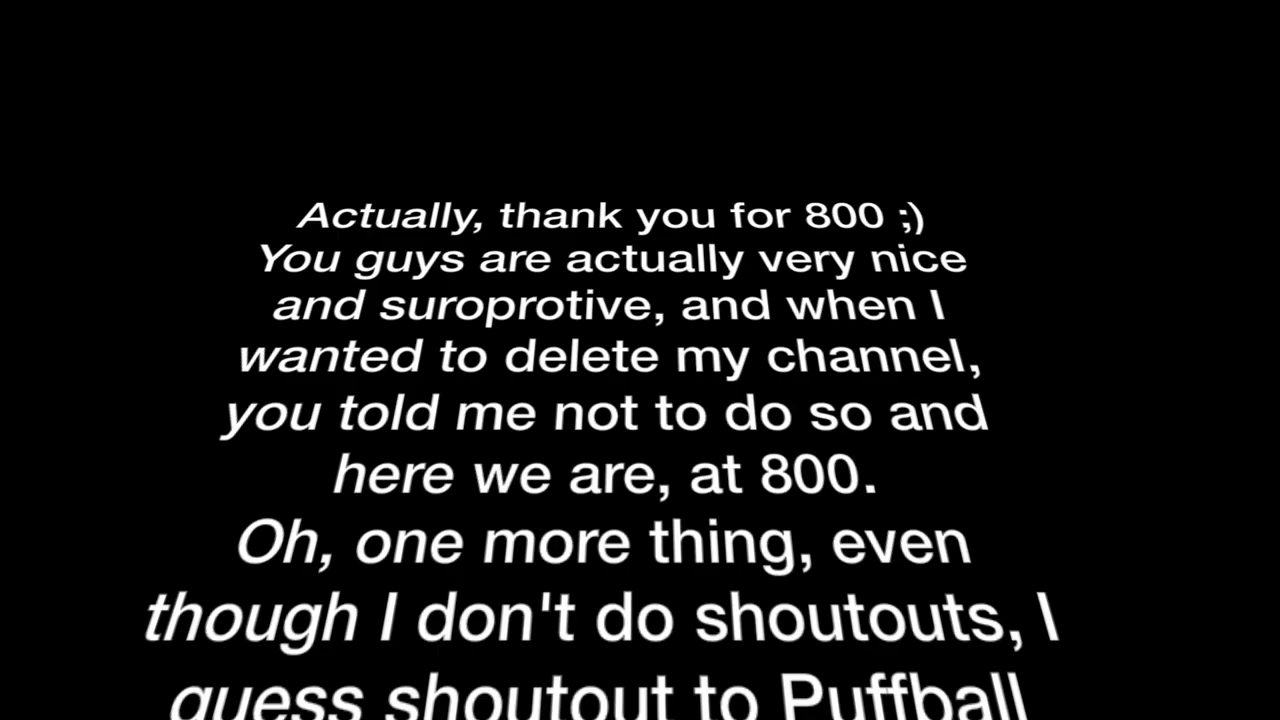 Actually, thank you for 800 ;)
You guys are actually very nice
and suroprotive, and when I
wanted to delete my channel,
you told me not to do so and
here we are, at 800.
Oh, one more thing, even
though I don't do shoutouts, I
guess shoutout to Puffball